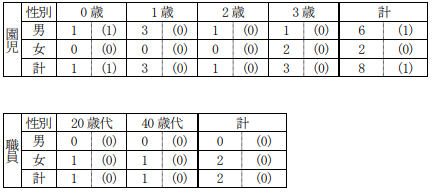 園児
性別 0歳 1歳 2歳 3歳 計
男 1 (1) 3 (0) 1 (0) 1 (0) 6 (1)
女 0 (0) 0 (0) 0 (0) 2 (0) 2 (0)
計 1 (1) 3 (0) 1 (0) 3 (0) 8 (1)
職員
性別 20歳代 40歳代 計
男 0 (0) 0 (0) 0 (0)
女 1 (0) 1 (0) 2 (0)
計 1 (0) 1 (0) 2 (0)